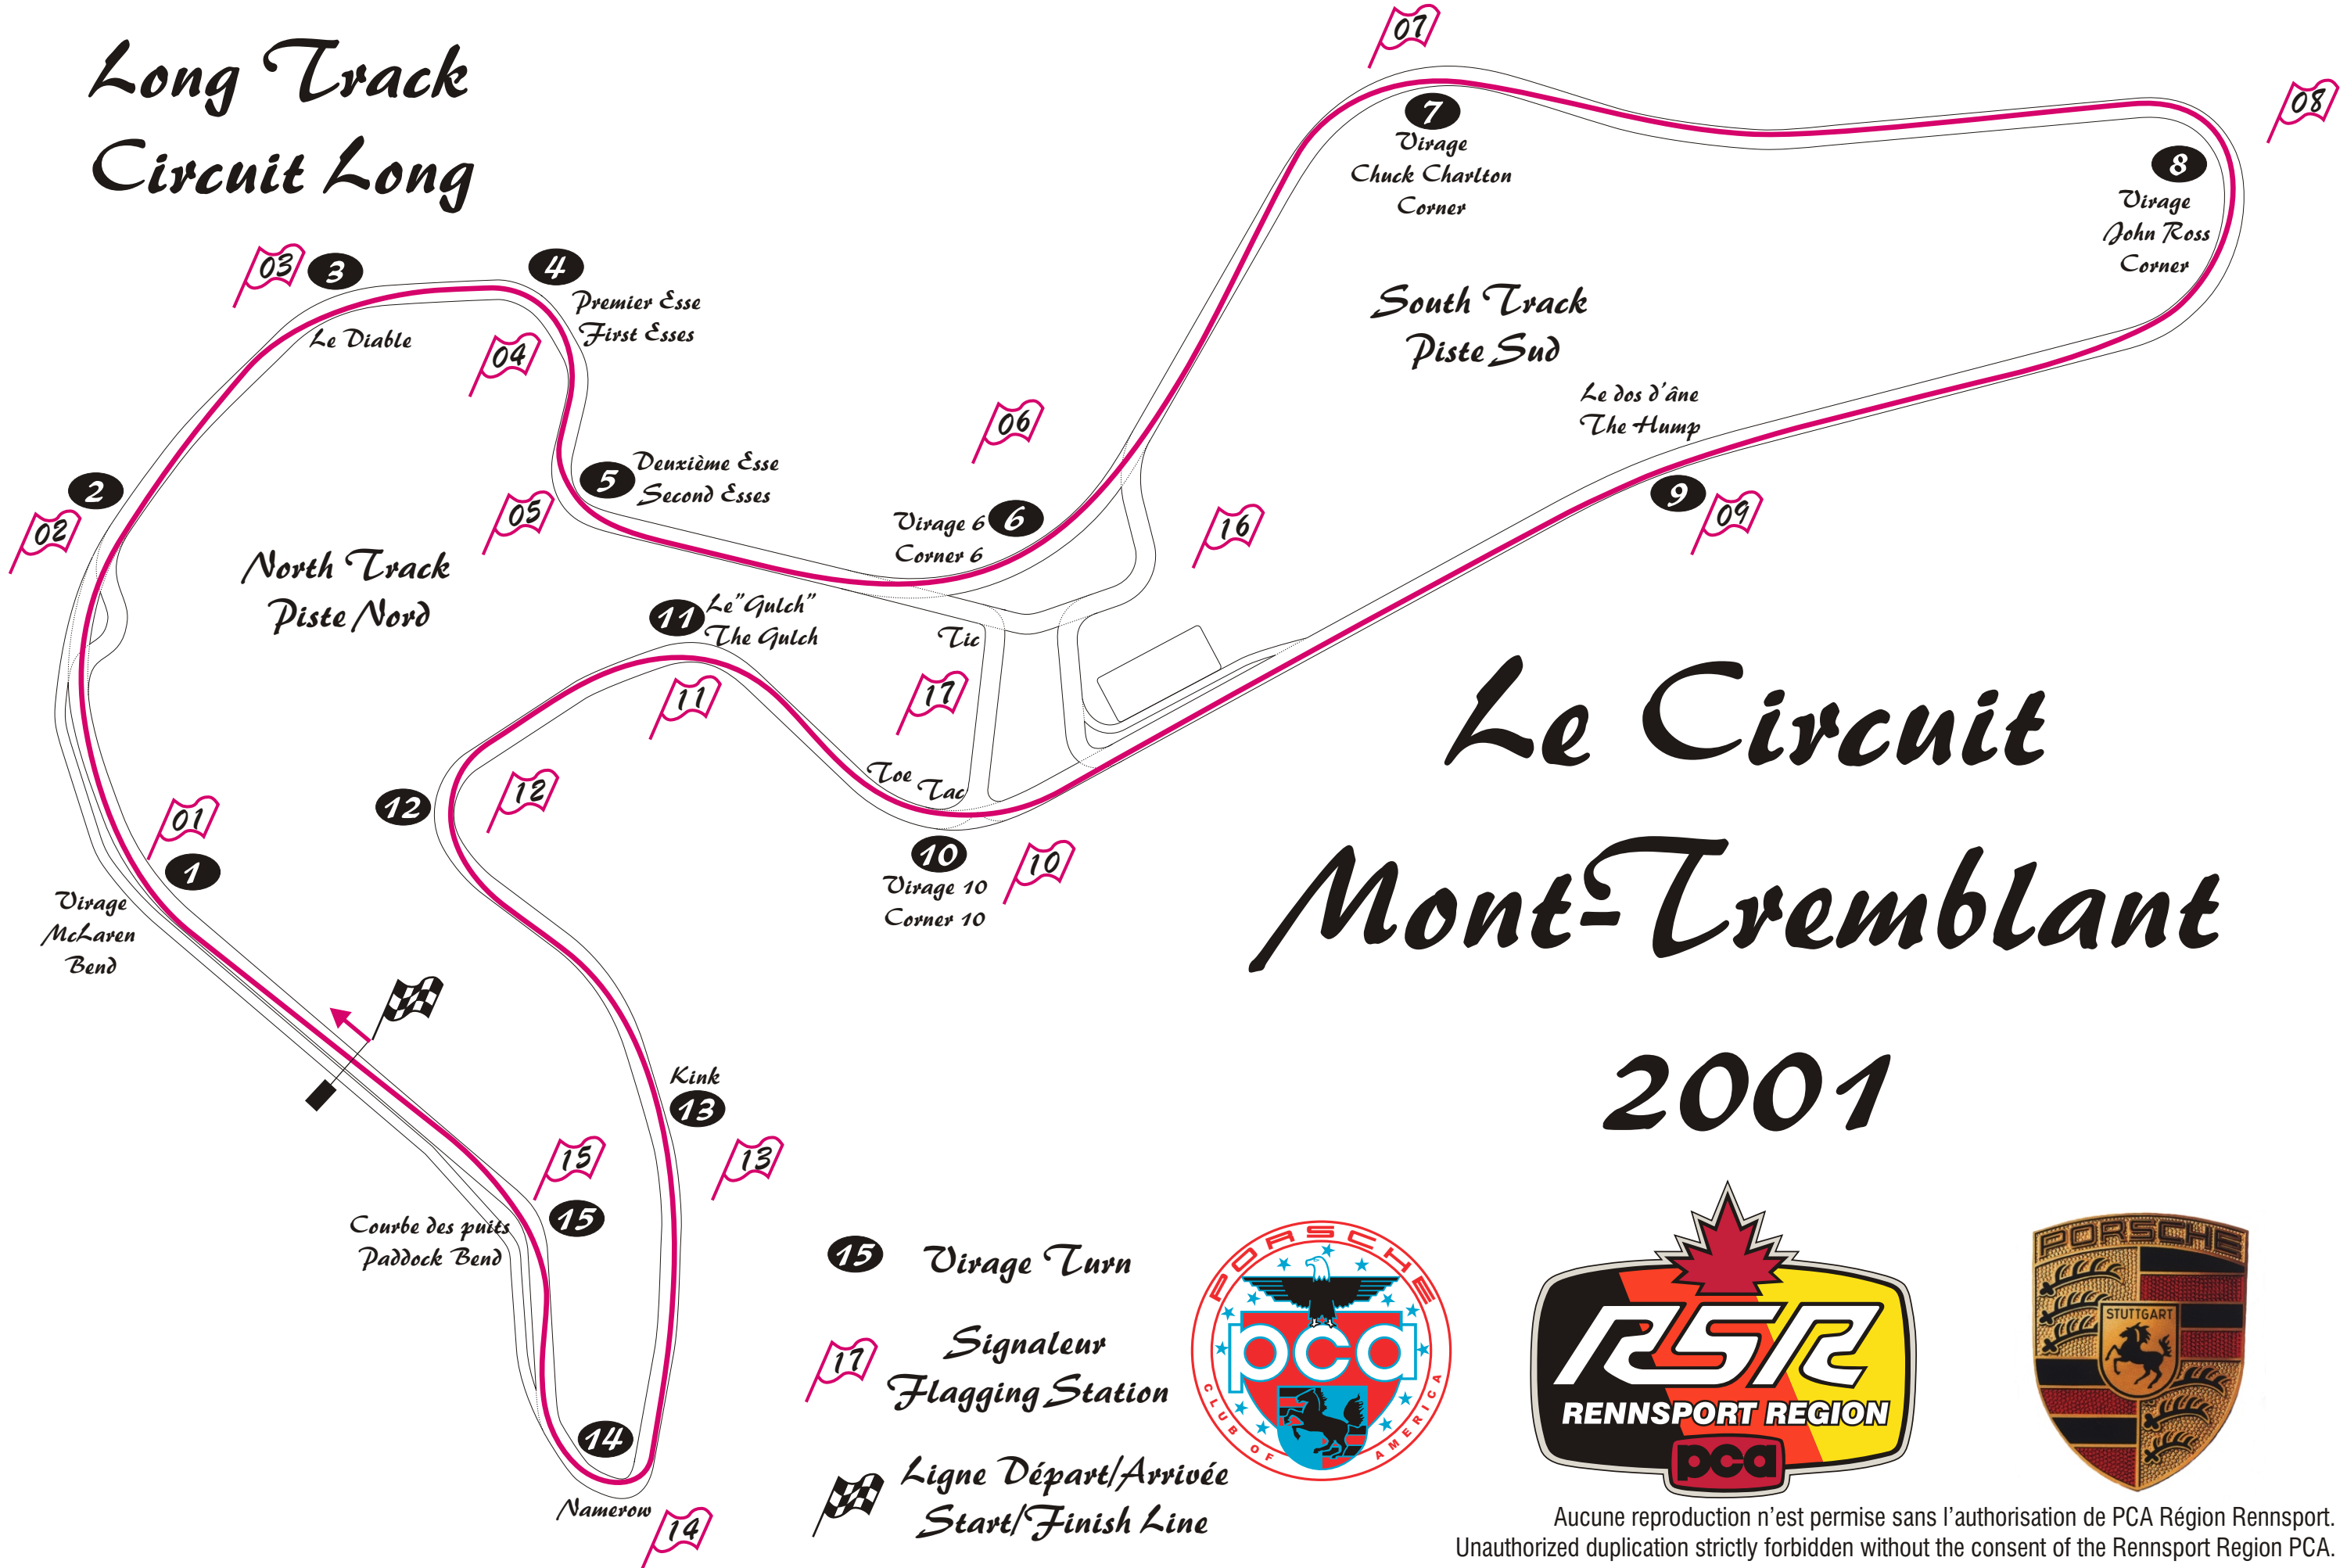 Long Track
Circuit Long
07
08
7
Virage
Chuck Charlton
Corner
8
Virage
John Ross
Corner
03
3
Le Diable
4
Premier Esse
First Esses
04
South Track
Piste Sud
Le dos d'âne
The Hump
9
09
06
2
02
5
Deuxième Esse
Second Esses
05
Virage 6
Corner 6
6
16
North Track
Piste Nord
11
Le"Gulch"
The Gulch
Tic
11
17
Toe
Tac
12
12
01
1
10
Virage 10
Corner 10
10
Virage
McLaren
Bend
Le Circuit
Mont-Tremblant
2001
Kink
13
13
15
15
Courbe des puits
Paddock Bend
14
Namerow
14
15
Virage Turn
17
Signaleur
Flagging Station
Ligne Départ/Arrivée
Start/Finish Line
PORSCHE
pca
CLUB OF AMERICA
RSR
RENNSPORT REGION
pca
PORSCHE
STUTTGART
Aucune reproduction n'est permise sans l'authorisation de PCA Région Rennsport.
Unauthorized duplication strictly forbidden without the consent of the Rennsport Region PCA.